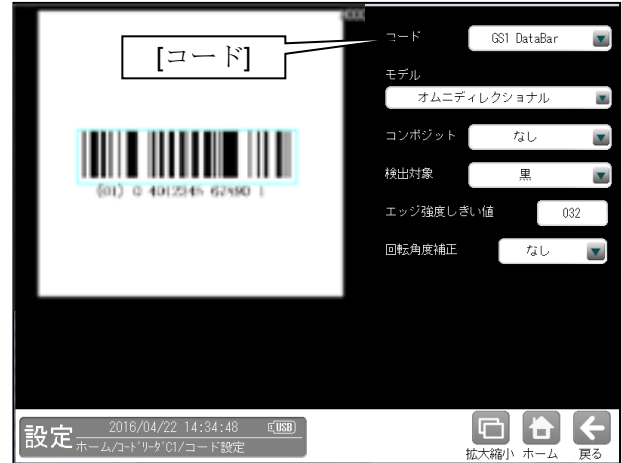 [コード]
(01) 0 4012345 67890 1
コード GS1 DataBar
モデル
オムニディレクショナル
コンポジット なし
検出対象 黒
エッジ強度しきい値 032
回転角度補正 なし
設定 2016/04/22 14:34:48 USB
ホーム/コードリーダC1/コード設定
拡大縮小 ホーム 戻る